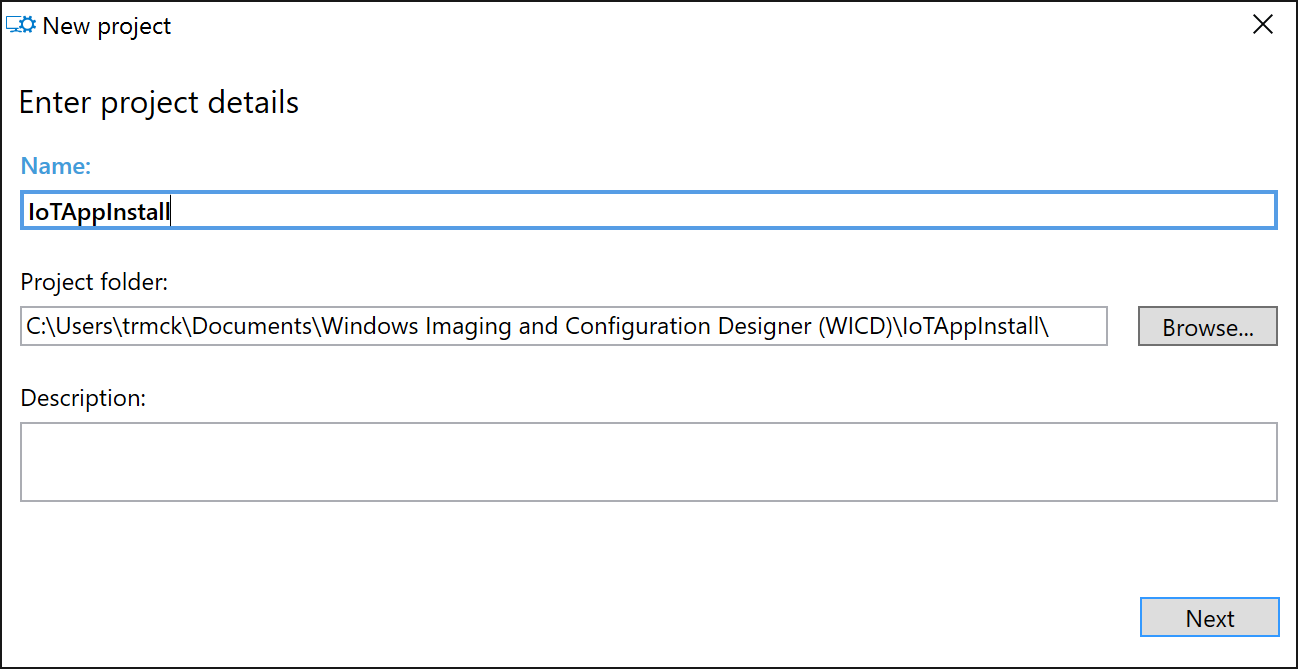 New project
Enter project details
Name:
IoTAppInstall
Project folder:
C:\Users\trmck\Documents\Windows Imaging and Configuration Designer (WICD)\IoTAppInstall\
Browse...
Description:
Next